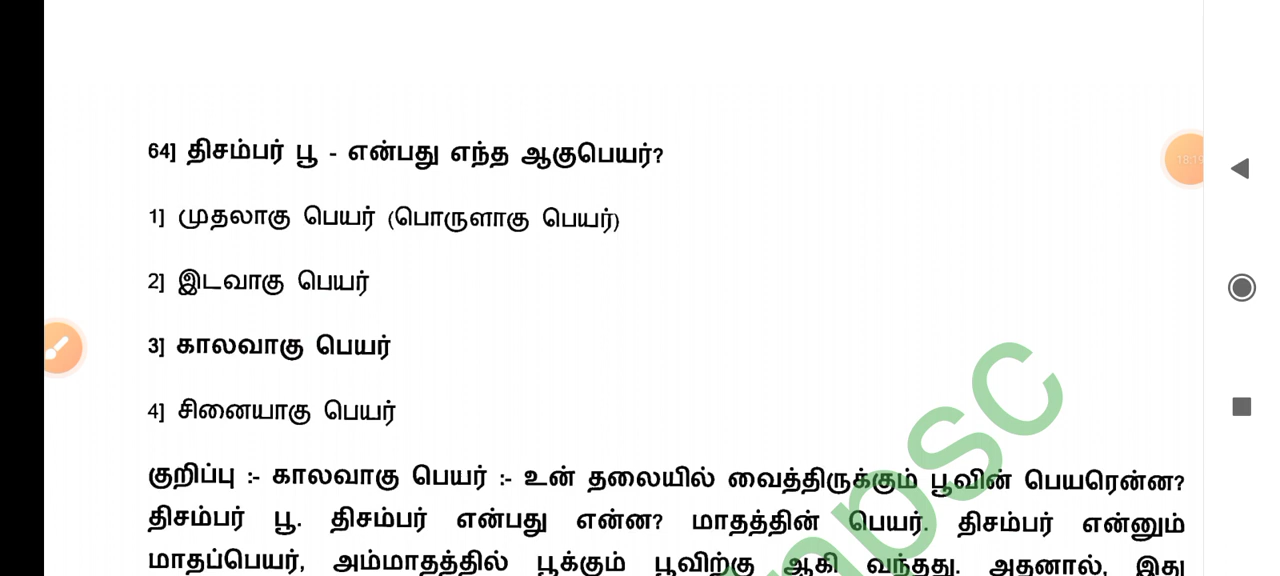 64] திசம்பர் பூ - என்பது எந்த ஆகுபெயர்?
18:19
1] முதலாகு பெயர் (பொருளாகு பெயர்)
2] இடவாகு பெயர்
3] காலவாகு பெயர்
4] சினையாகு பெயர்
குறிப்பு :- காலவாகு பெயர் :- உன் தலையில் வைத்திருக்கும் பூவின் பெயரென்ன?
திசம்பர் பூ. திசம்பர் என்பது என்ன? மாதத்தின் பெயர். திசம்பர் என்னும்
மாதப்பெயர், அம்மாதத்தில் பூக்கும் பூவிற்கு ஆகி வந்தது. அதனால், இது